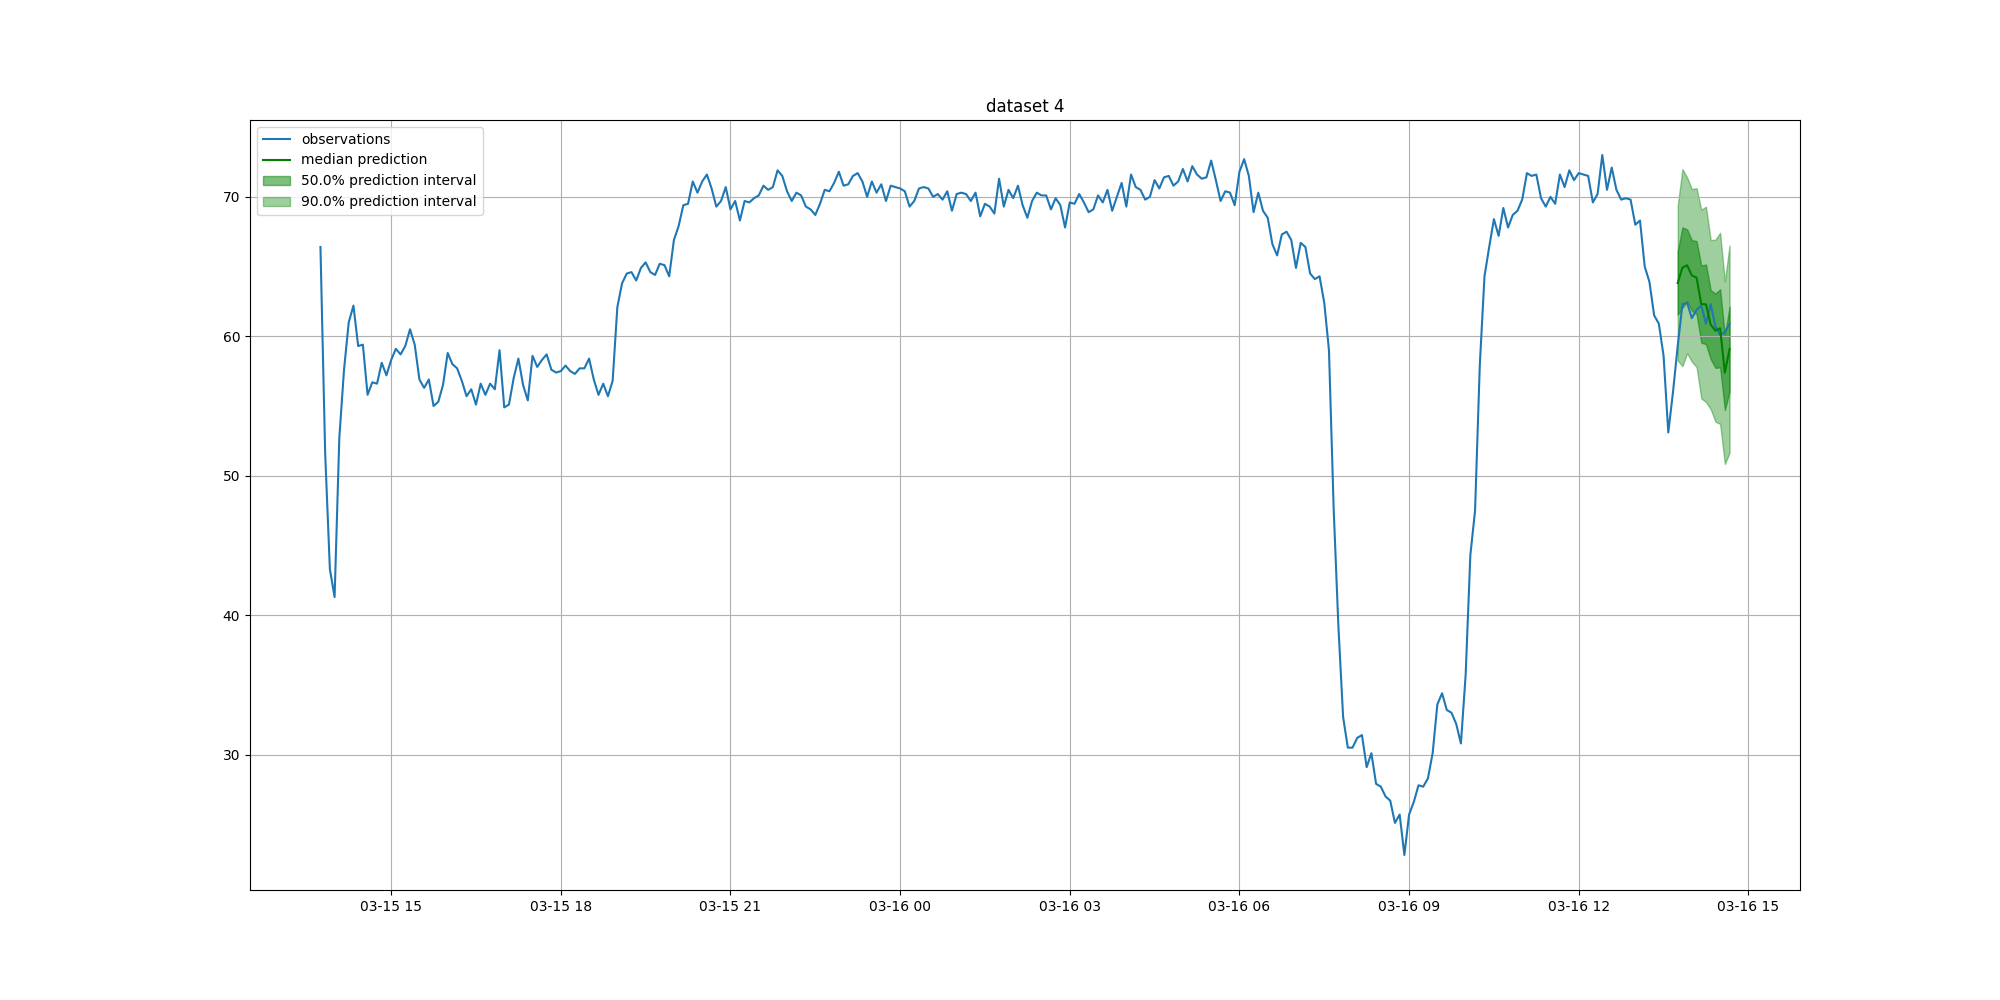 dataset 4
observations
median prediction
50.0% prediction interval
90.0% prediction interval
70
60
50
40
30
03-15 15
03-15 18
03-15 21
03-16 00
03-16 03
03-16 06
03-16 09
03-16 12
03-16 15